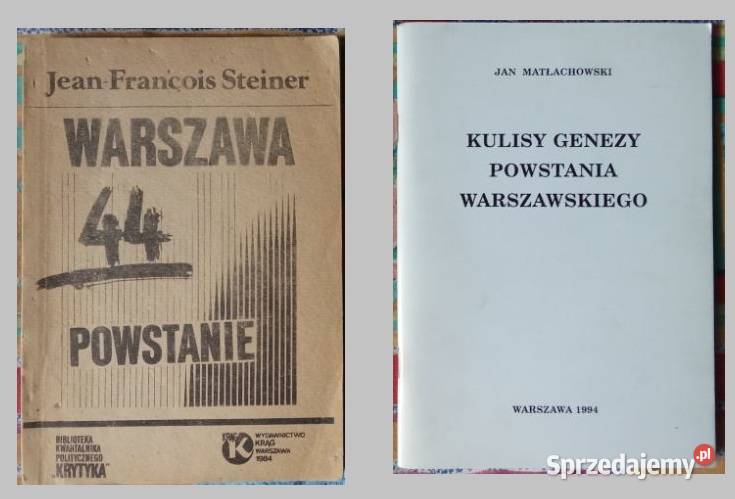 Jean-François Steiner
WARSZAWA
44
POWSTANIE
BIBLIOTEKA
KWARTALNIKA
POLITYCZNEGO
„KRYTYKA”
KRĄG
K
WYDAWNICTWO
KRĄG
WARSZAWA
1984
JAN MATŁACHOWSKI
KULISY GENEZY
POWSTANIA
WARSZAWSKIEGO
WARSZAWA 1994
Sprzedajemy.pl